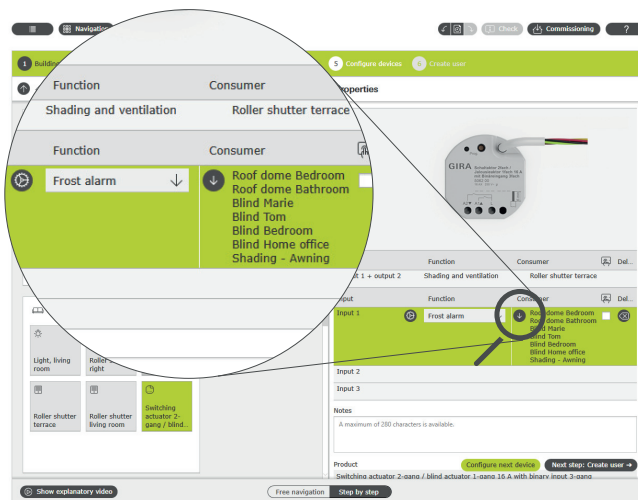 Navigation
Check
Commissioning
?
1
5 Configure devices
6 Create user
Properties
Function
Consumer
Shading and ventilation
Roller shutter terrace
Function
Consumer
Frost alarm
Roof dome Bedroom
Roof dome Bathroom
Blind Marie
Blind Tom
Blind Bedroom
Blind Home office
Shading - Awning
GIRA
Function
Consumer
Del...
1 + output 2
Shading and ventilation
Roller shutter terrace
Function
Consumer
Del...
Input 1
Frost alarm
Roof dome Bedroom
Roof dome Bathroom
Blind Marie
Blind Tom
Blind Bedroom
Blind Home office
Shading - Awning
Input 2
Input 3
Light, living
room
Roller
right
Roller shutter
terrace
Roller shutter
living room
Switching
actuator 2-
gang / blind...
Notes
A maximum of 280 characters is available.
Product
Configure next device
Next step: Create user
Switching actuator 2-gang / blind actuator 1-gang 16 A with binary input 3-gang
Show explanatory video
Free navigation
Step by step